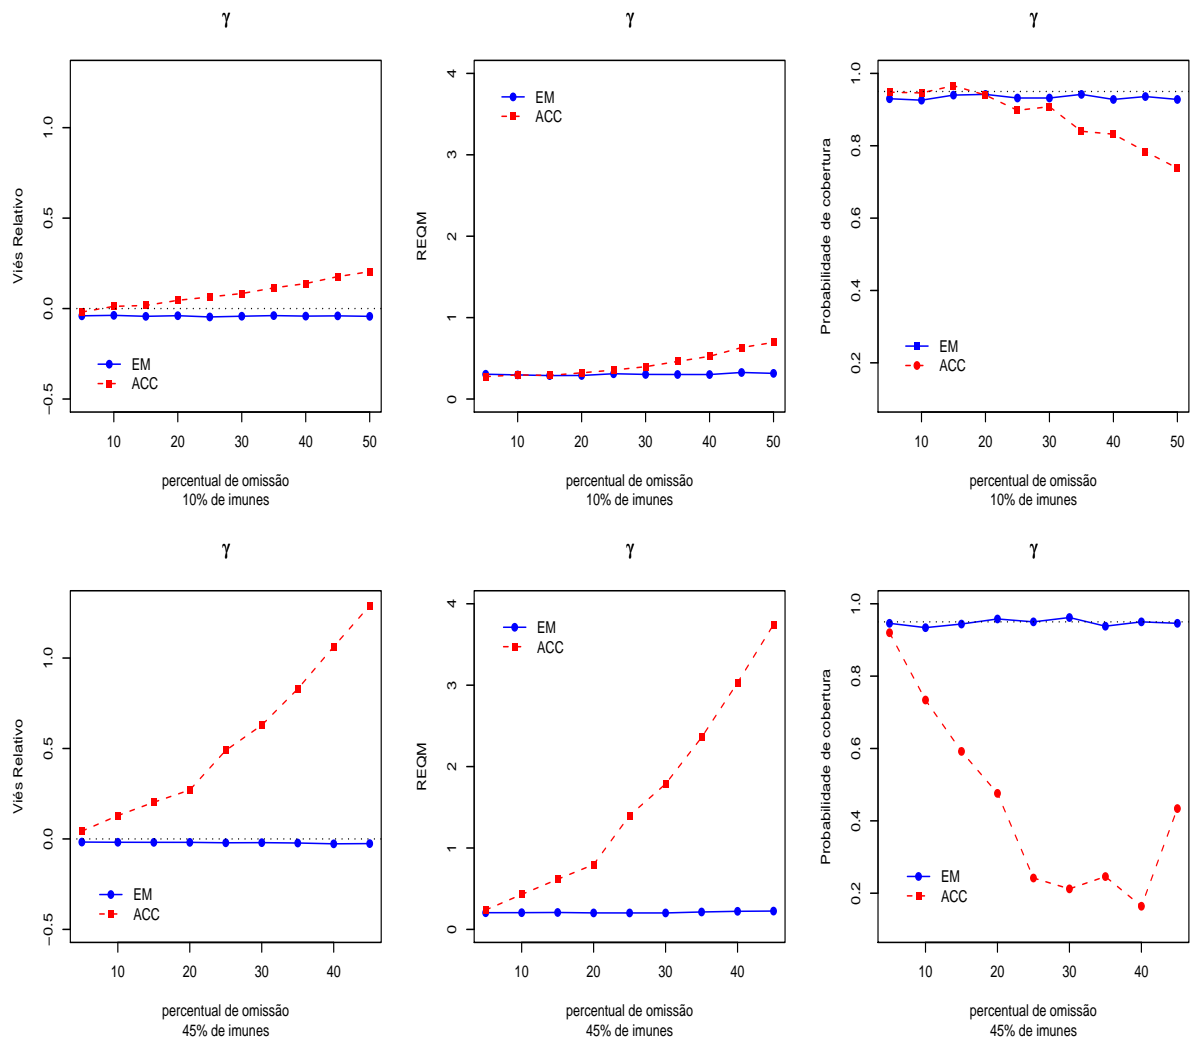 γ
Viés Relativo
−0.5 0.0 0.5 1.0
EM
ACC
10 20 30 40 50
percentual de omissão
10% de imunes
γ
REQM
0 1 2 3 4
EM
ACC
10 20 30 40 50
percentual de omissão
10% de imunes
γ
Probabilidade de cobertura
0.2 0.4 0.6 0.8 1.0
EM
ACC
10 20 30 40 50
percentual de omissão
10% de imunes
γ
Viés Relativo
−0.5 0.0 0.5 1.0
EM
ACC
10 20 30 40
percentual de omissão
45% de imunes
γ
REQM
0 1 2 3 4
EM
ACC
10 20 30 40
percentual de omissão
45% de imunes
γ
Probabilidade de cobertura
0.2 0.4 0.6 0.8 1.0
EM
ACC
10 20 30 40
percentual de omissão
45% de imunes